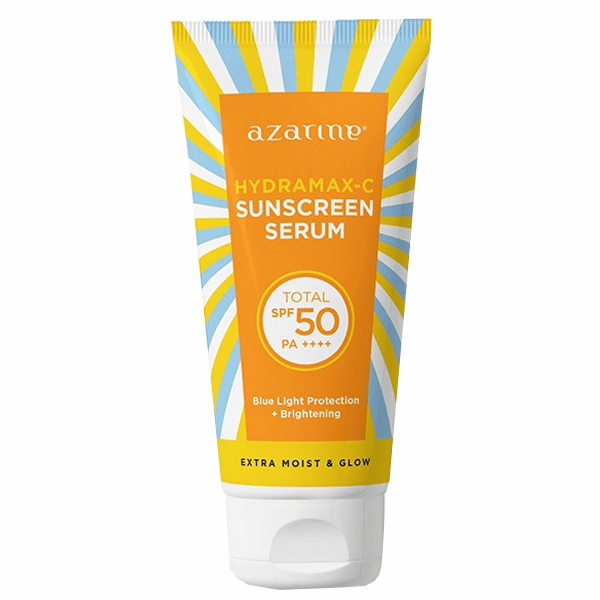 azarine®
HYDRAMAX-C
SUNSCREEN
SERUM
TOTAL
SPF 50
PA ++++
Blue Light Protection
+ Brightening
EXTRA MOIST & GLOW